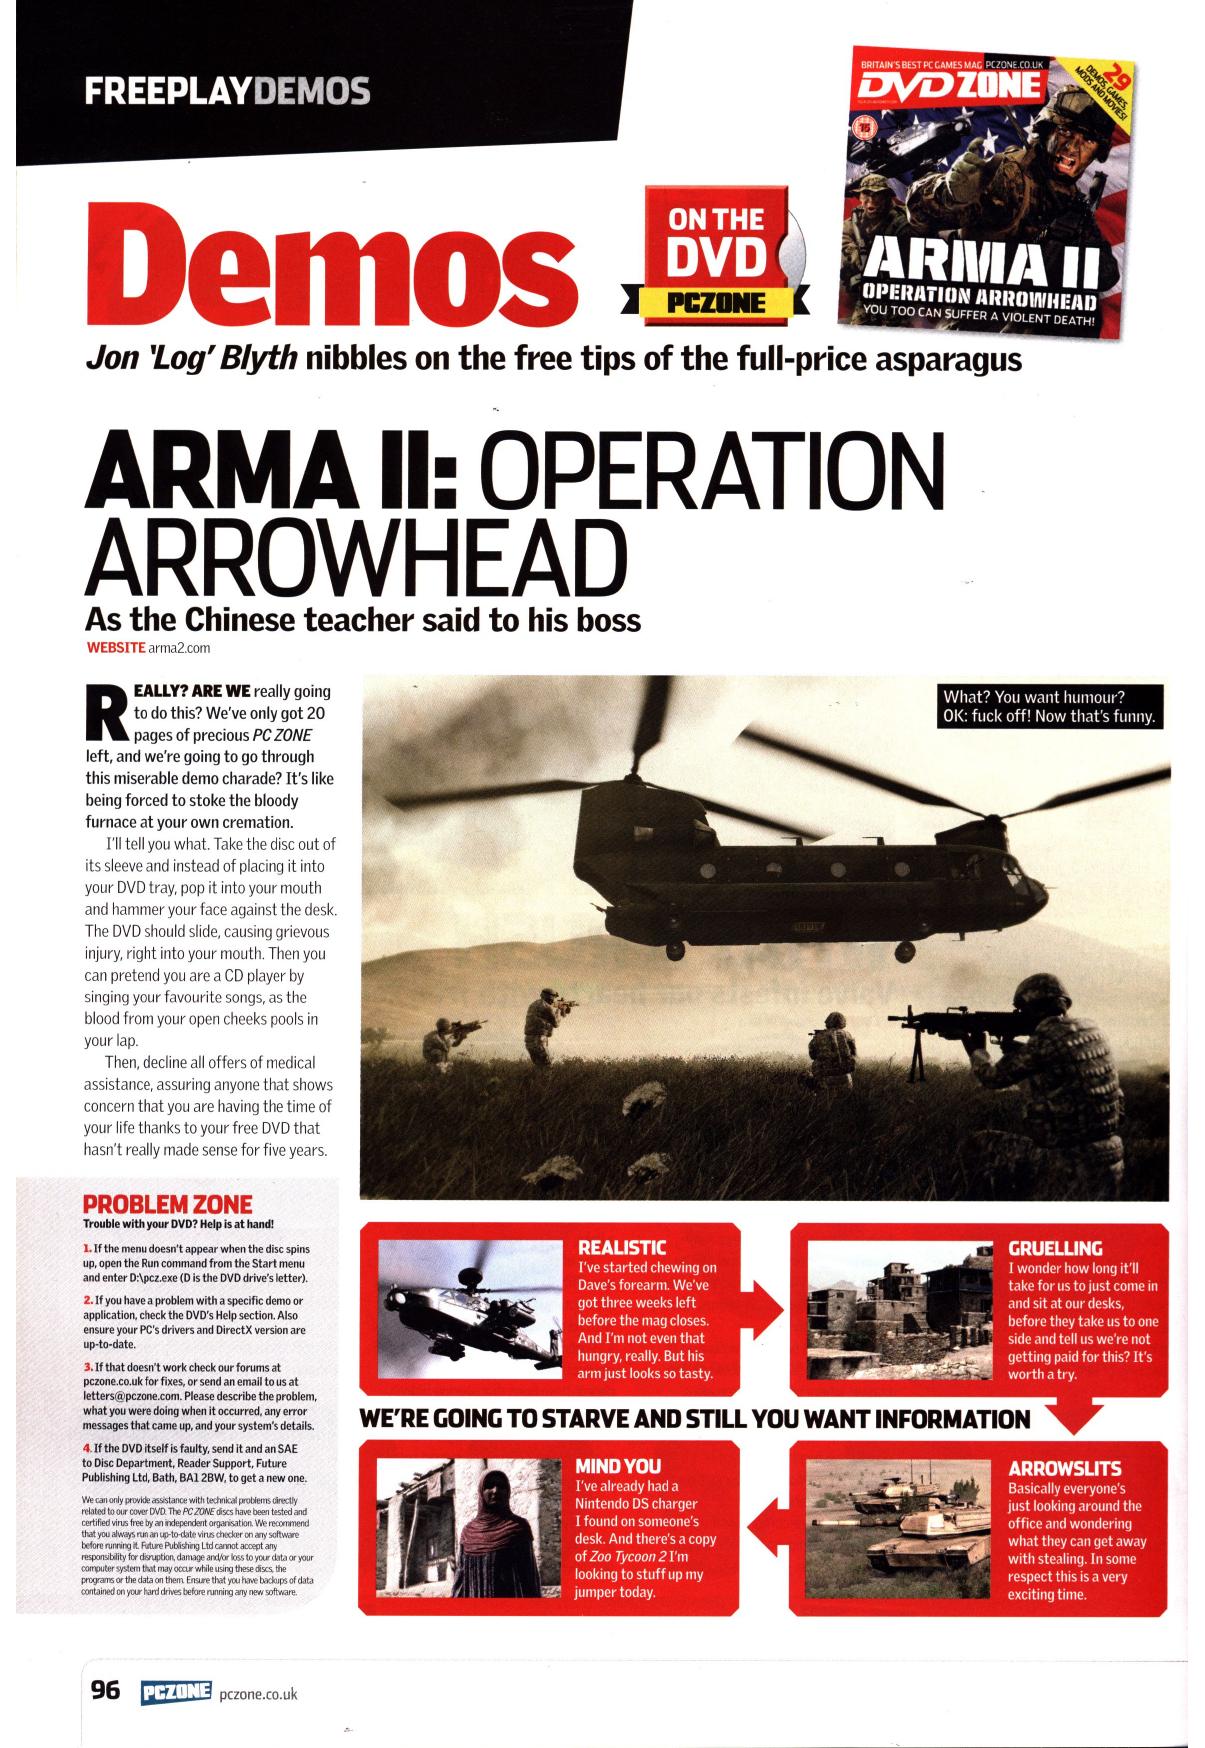 FREEPLAYDEMOS
BRITAIN'S BEST PC GAMES MAG PCZONE.CO.UK
DVD ZONE
29
DEMOS, GAMES,
MODS AND MOVIES!
15
ARMA II
OPERATION ARROWHEAD
YOU TOO CAN SUFFER A VIOLENT DEATH!
Demos
ON THE
DVD
PCZONE
Jon 'Log' Blyth nibbles on the free tips of the full-price asparagus
ARMA II: OPERATION
ARROWHEAD
As the Chinese teacher said to his boss
WEBSITE arma2.com
REALLY? ARE WE really going
to do this? We've only got 20
pages of precious PC ZONE
left, and we're going to go through
this miserable demo charade? It's like
being forced to stoke the bloody
furnace at your own cremation.
I'll tell you what. Take the disc out of
its sleeve and instead of placing it into
your DVD tray, pop it into your mouth
and hammer your face against the desk.
The DVD should slide, causing grievous
injury, right into your mouth. Then you
can pretend you are a CD player by
singing your favourite songs, as the
blood from your open cheeks pools in
your lap.
Then, decline all offers of medical
assistance, assuring anyone that shows
concern that you are having the time of
your life thanks to your free DVD that
hasn't really made sense for five years.
What? You want humour?
OK: fuck off! Now that's funny.
PROBLEM ZONE
Trouble with your DVD? Help is at hand!
1. If the menu doesn't appear when the disc spins
up, open the Run command from the Start menu
and enter D:\pcz.exe (D is the DVD drive's letter).
2. If you have a problem with a specific demo or
application, check the DVD's Help section. Also
ensure your PC's drivers and DirectX version are
up-to-date.
3. If that doesn't work check our forums at
pczone.co.uk for fixes, or send an email to us at
letters@pczone.com. Please describe the problem,
what you were doing when it occurred, any error
messages that came up, and your system's details.
4. If the DVD itself is faulty, send it and an SAE
to Disc Department, Reader Support, Future
Publishing Ltd, Bath, BA1 2BW, to get a new one.
We can only provide assistance with technical problems directly
related to our cover DVD. The PC ZONE discs have been tested and
certified virus free by an independent organisation. We recommend
that you always run an up-to-date virus checker on any software
before running it. Future Publishing Ltd cannot accept any
responsibility for disruption, damage and/or loss to your data or your
computer system that may occur while using these discs, the
programs or the data on them. Ensure that you have backups of data
contained on your hard drives before running any new software.
REALISTIC
I've started chewing on
Dave's forearm. We've
got three weeks left
before the mag closes.
And I'm not even that
hungry, really. But his
arm just looks so tasty.
GRUELLING
I wonder how long it'll
take for us to just come in
and sit at our desks,
before they take us to one
side and tell us we're not
getting paid for this? It's
worth a try.
WE'RE GOING TO STARVE AND STILL YOU WANT INFORMATION
MIND YOU
I've already had a
Nintendo DS charger
I found on someone's
desk. And there's a copy
of Zoo Tycoon 2 I'm
looking to stuff up my
jumper today.
ARROWSLITS
Basically everyone's
just looking around the
office and wondering
what they can get away
with stealing. In some
respect this is a very
exciting time.
96 PCZONE pczone.co.uk